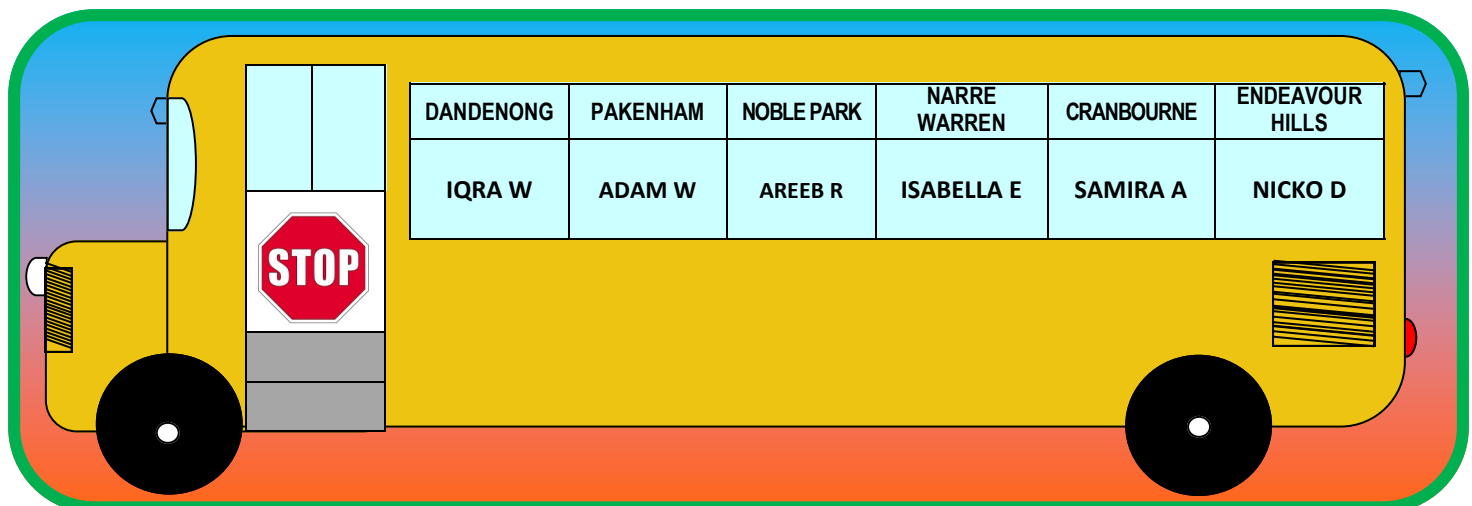 DANDENONG PAKENHAM NOBLE PARK NARRE WARREN CRANBOURNE ENDEAVOUR HILLS
IQRA W ADAM W AREEB R ISABELLA E SAMIRA A NICKO D
STOP